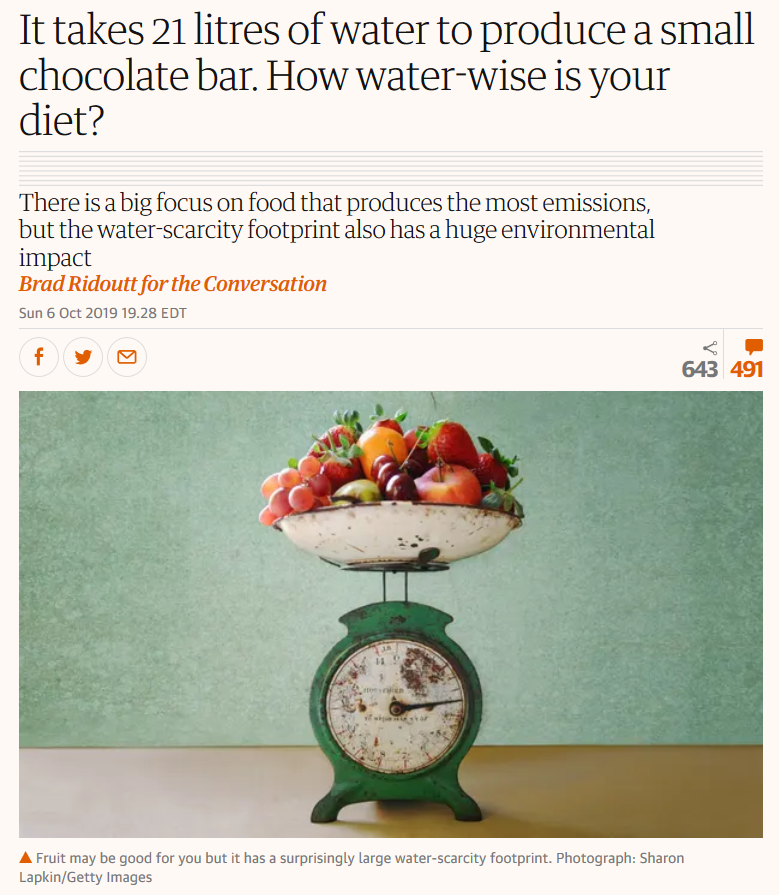 It takes 21 litres of water to produce a small
chocolate bar. How water-wise is your
diet?
There is a big focus on food that produces the most emissions,
but the water-scarcity footprint also has a huge environmental
impact
Brad Ridoutt for the Conversation
Sun 6 Oct 2019 19.28 EDT
643
491
HOUSEHOLD
Fruit may be good for you but it has a surprisingly large water-scarcity footprint. Photograph: Sharon
Lapkin/Getty Images